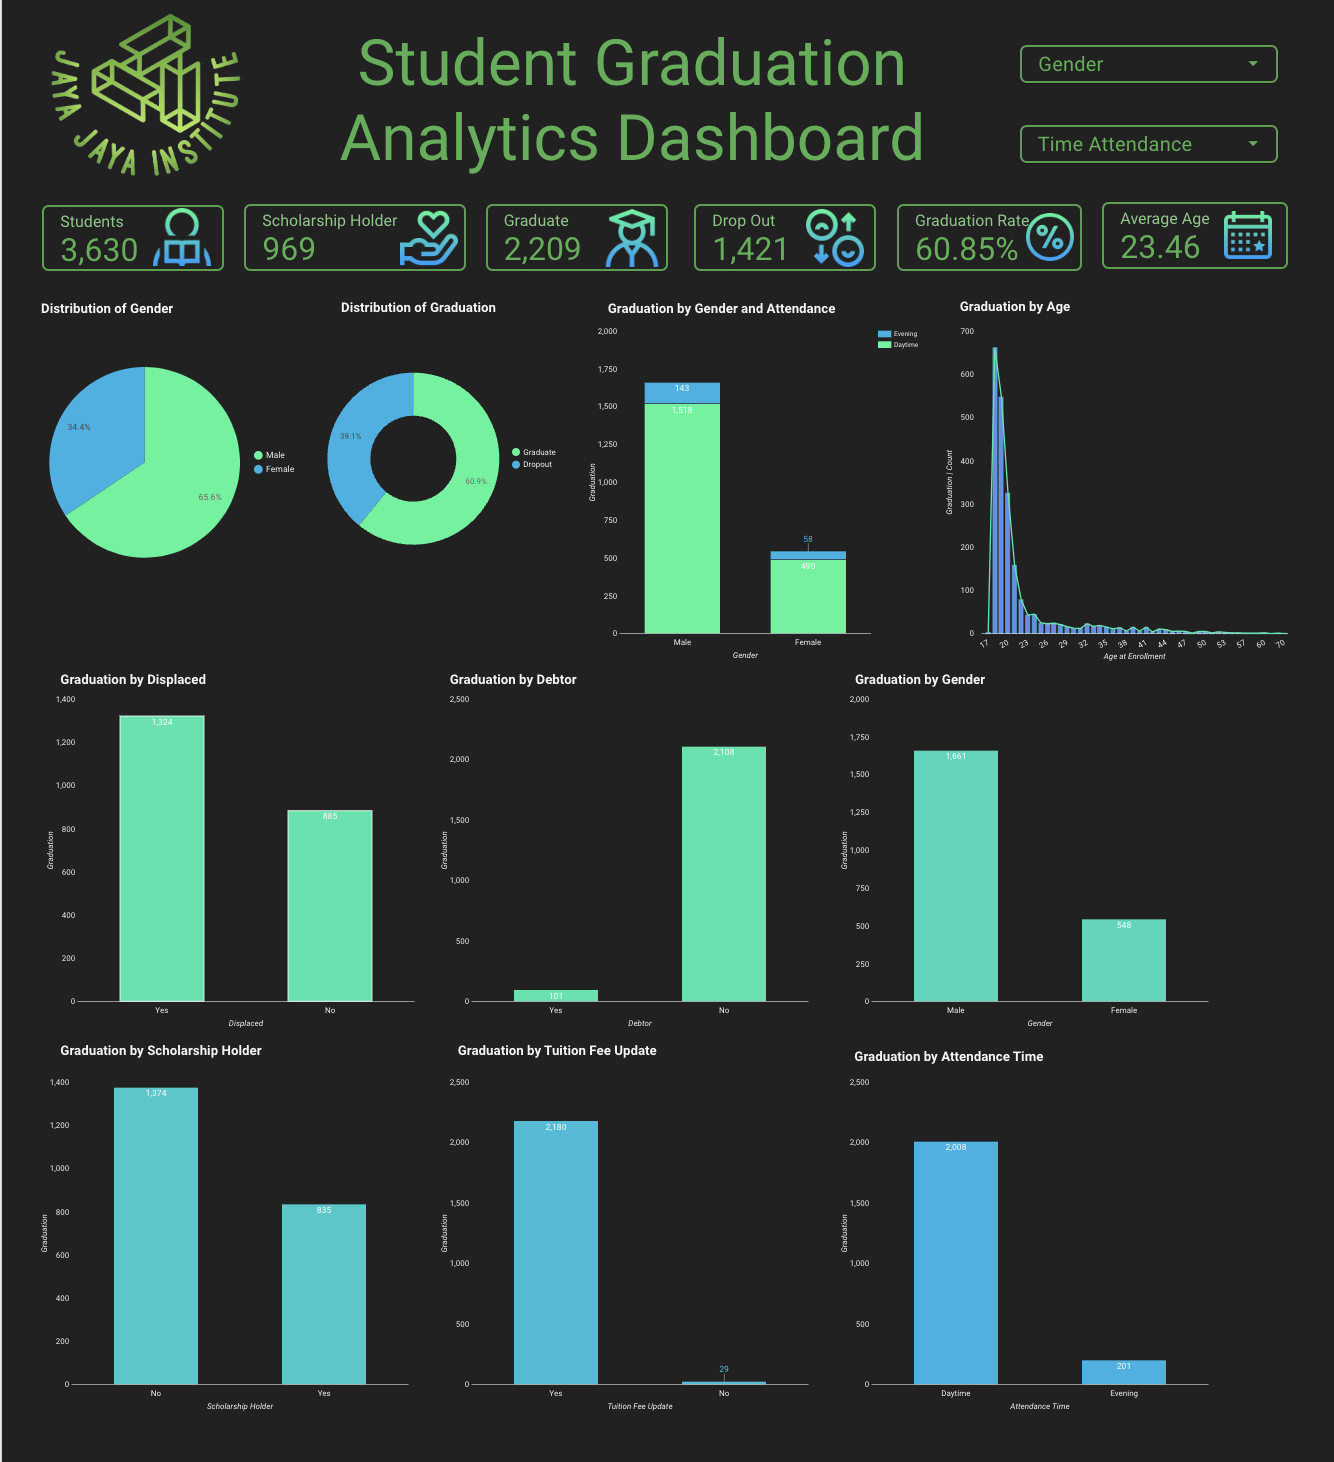 JAYA JAYA INSTITUTE
Student Graduation
Analytics Dashboard
Gender
Time Attendance
Students
3,630
Scholarship Holder
969
Graduate
2,209
Drop Out
1,421
Graduation Rate
60.85%
%
Average Age
23.46
Distribution of Gender
34.4%
65.6%
Male
Female
Distribution of Graduation
39.1%
60.9%
Graduate
Dropout
Graduation by Gender and Attendance
Evening
Daytime
2,000
1,750
1,500
1,250
1,000
750
500
250
0
Graduation
143
1,518
58
490
Male
Female
Gender
Graduation by Age
700
600
500
400
300
200
100
0
Graduation | Count
17
20
23
26
29
32
35
38
41
44
47
50
53
57
60
70
Age at Enrollment
Graduation by Displaced
1,400
1,200
1,000
800
600
400
200
0
Graduation
1,324
885
Yes
No
Displaced
Graduation by Debtor
2,500
2,000
1,500
1,000
500
0
Graduation
101
2,108
Yes
No
Debtor
Graduation by Gender
2,000
1,750
1,500
1,250
1,000
750
500
250
0
Graduation
1,661
548
Male
Female
Gender
Graduation by Scholarship Holder
1,400
1,200
1,000
800
600
400
200
0
Graduation
1,374
835
No
Yes
Scholarship Holder
Graduation by Tuition Fee Update
2,500
2,000
1,500
1,000
500
0
Graduation
2,180
29
Yes
No
Tuition Fee Update
Graduation by Attendance Time
2,500
2,000
1,500
1,000
500
0
Graduation
2,008
201
Daytime
Evening
Attendance Time